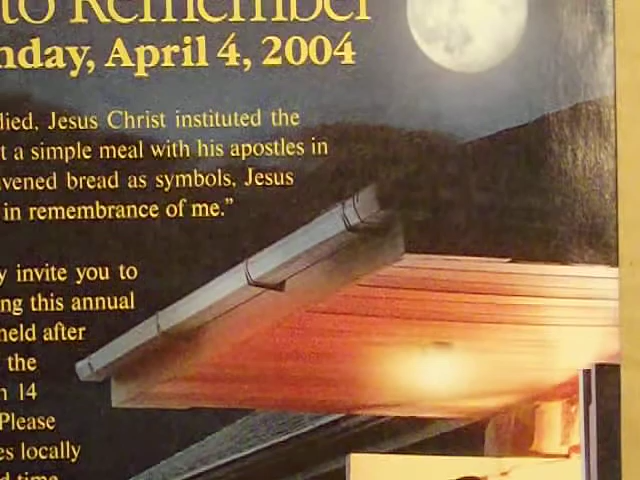 to Remember
nday, April 4, 2004
died, Jesus Christ instituted the
t a simple meal with his apostles in
vened bread as symbols, Jesus
in remembrance of me."
y invite you to
ng this annual
held after
the
n 14
Please
es locally
d time